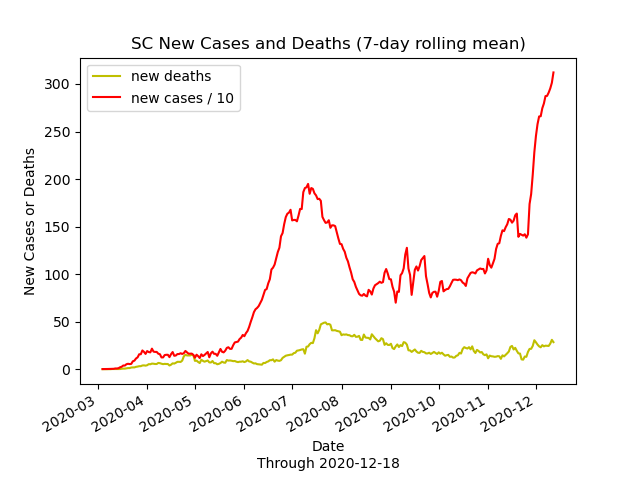 SC New Cases and Deaths (7-day rolling mean)
new deaths
new cases / 10
New Cases or Deaths
300
250
200
150
100
50
0
2020-03
2020-04
2020-05
2020-06
2020-07
2020-08
2020-09
2020-10
2020-11
2020-12
Date
Through 2020-12-18